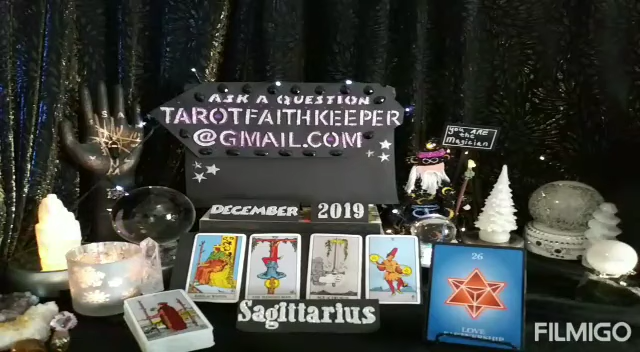 ASK A QUESTION
TAROTFAITHKEEPER
@GMAIL.COM
YOU ARE
the
Magician
DECEMBER 2019
Sagittarius
26
LOVE
FILMIGO